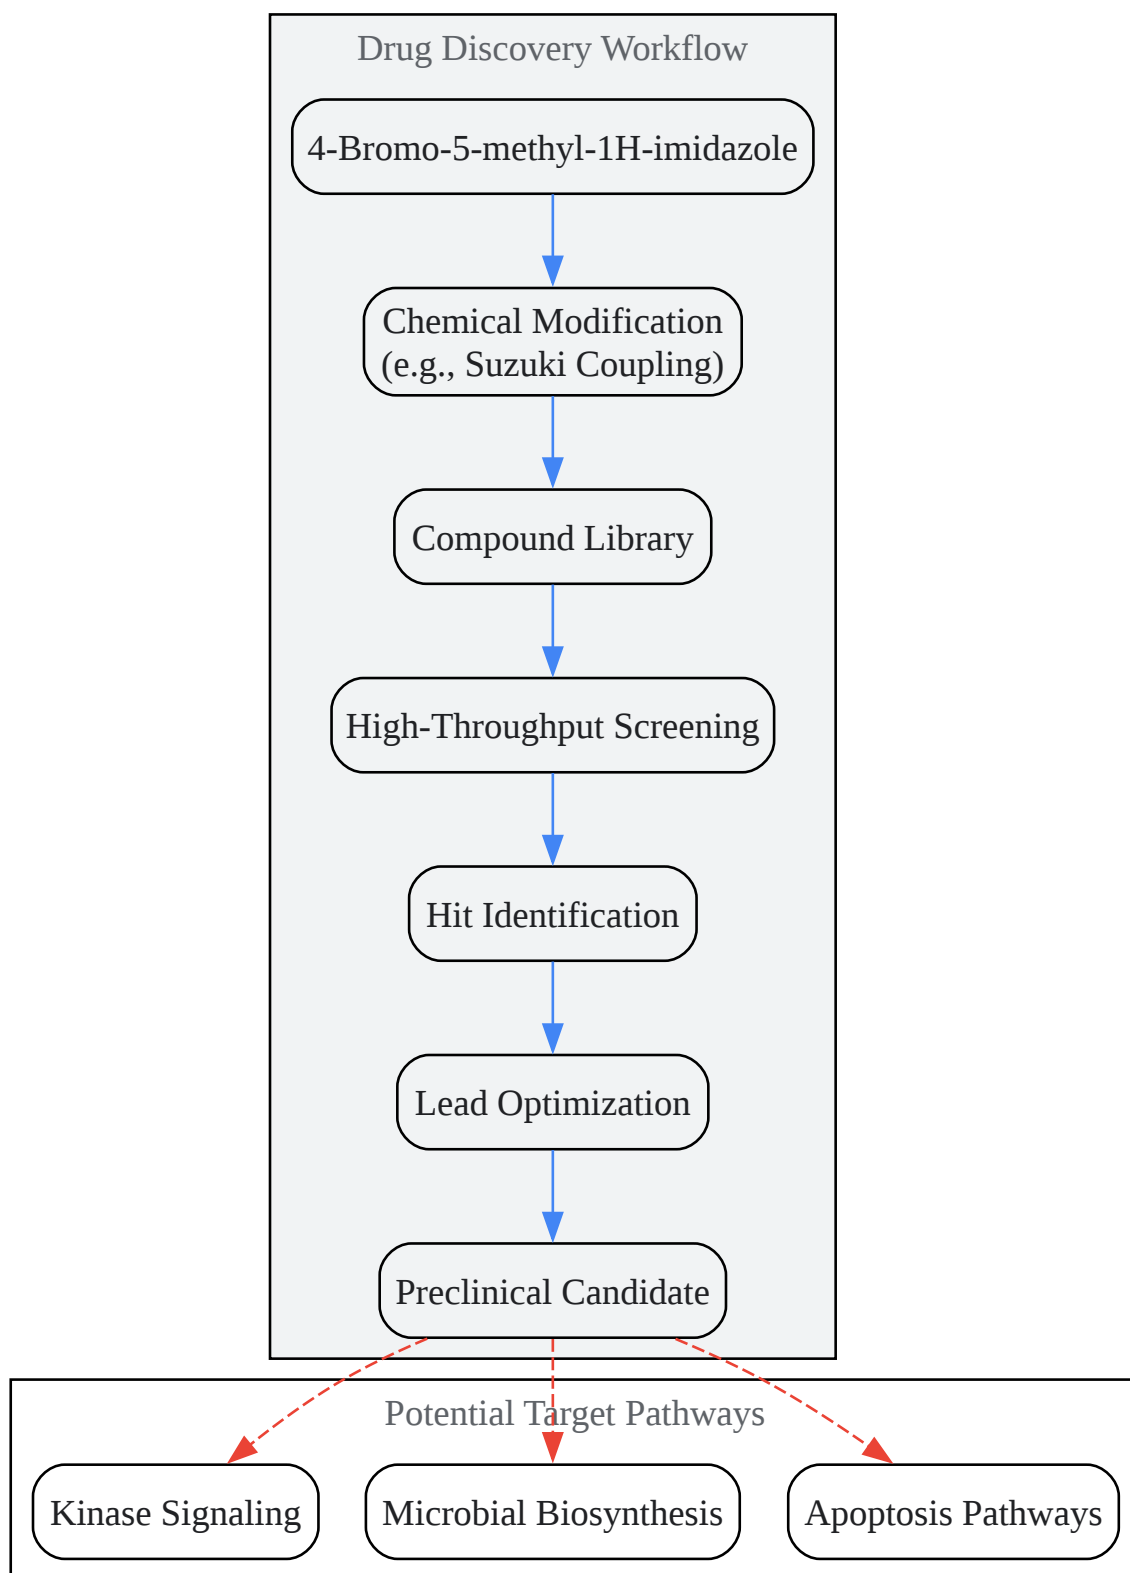 Drug Discovery Workflow
4-Bromo-5-methyl-1H-imidazole
Chemical Modification
(e.g., Suzuki Coupling)
Compound Library
High-Throughput Screening
Hit Identification
Lead Optimization
Preclinical Candidate
Potential Target Pathways
Kinase Signaling
Microbial Biosynthesis
Apoptosis Pathways